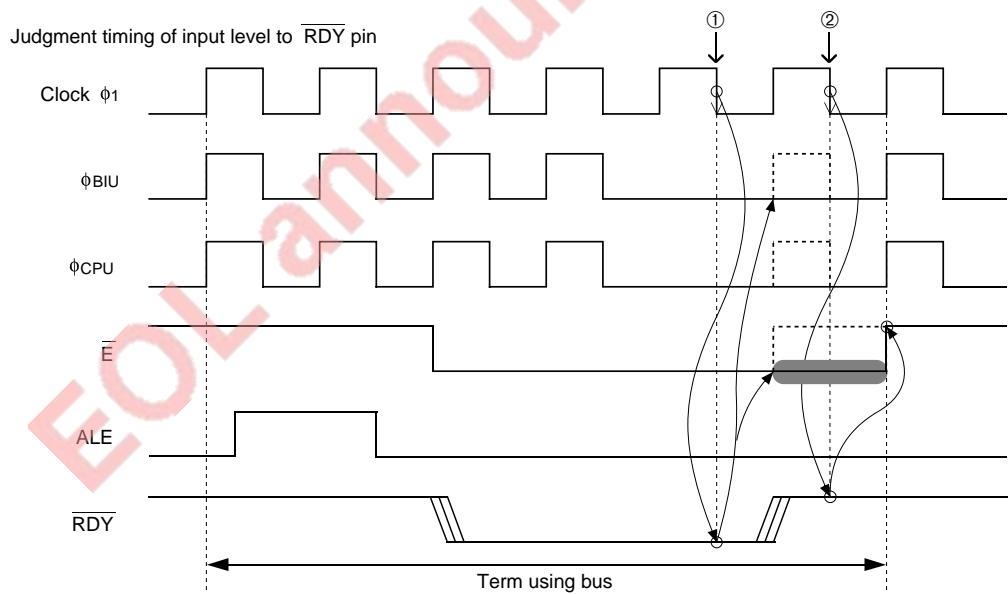 ① ②
Judgment timing of input level to RDY pin
Clock ϕ1
ϕBIU
ϕCPU
E
ALE
RDY
Term using bus
EOL announ